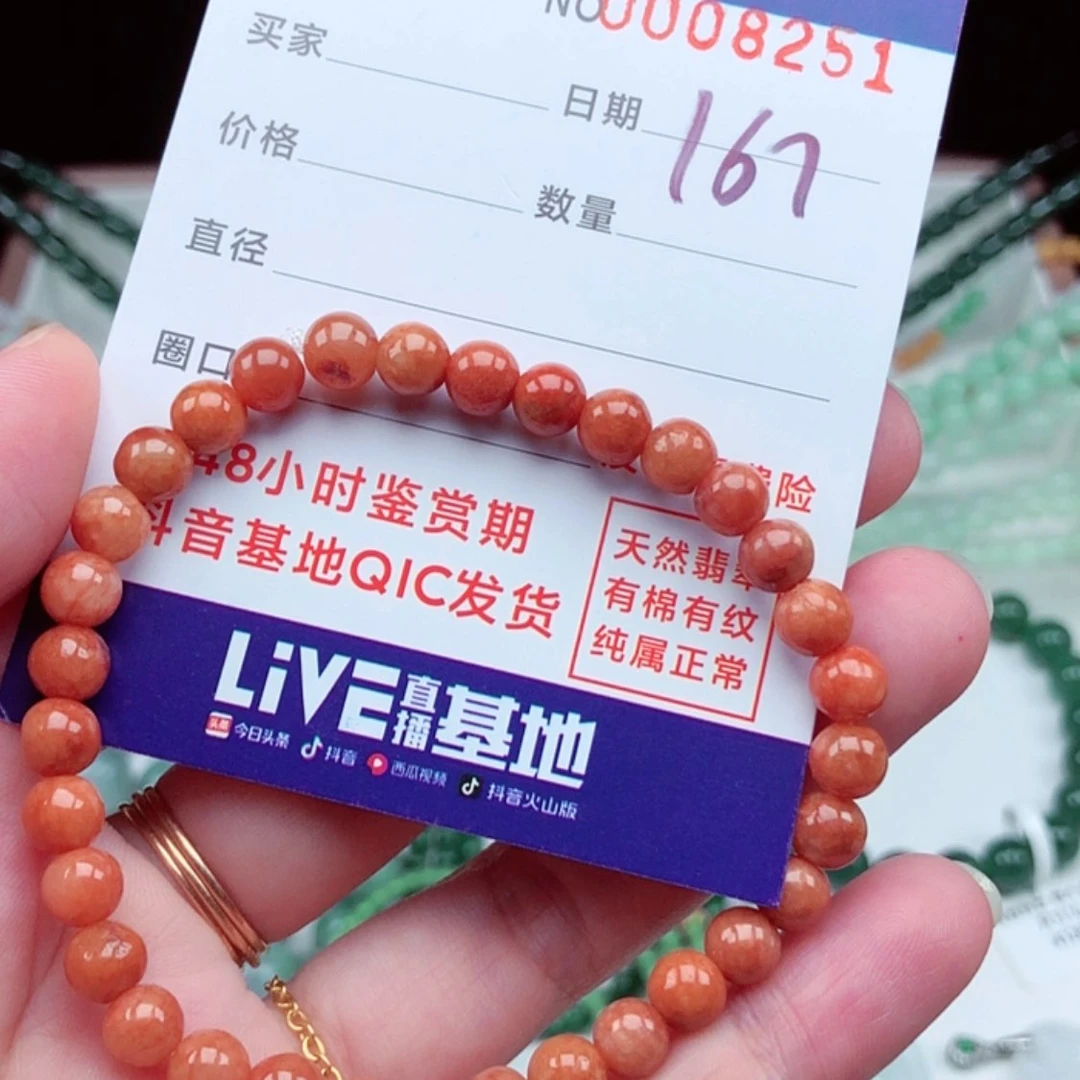 NO0008251
买家
日期 167
价格
数量
直径
圈口
险
48小时鉴赏期
抖音基地QIC发货
天然翡翠
有棉有纹
纯属正常
LiVE直播基地
头条 今日头条 抖音 西瓜视频 抖音火山版